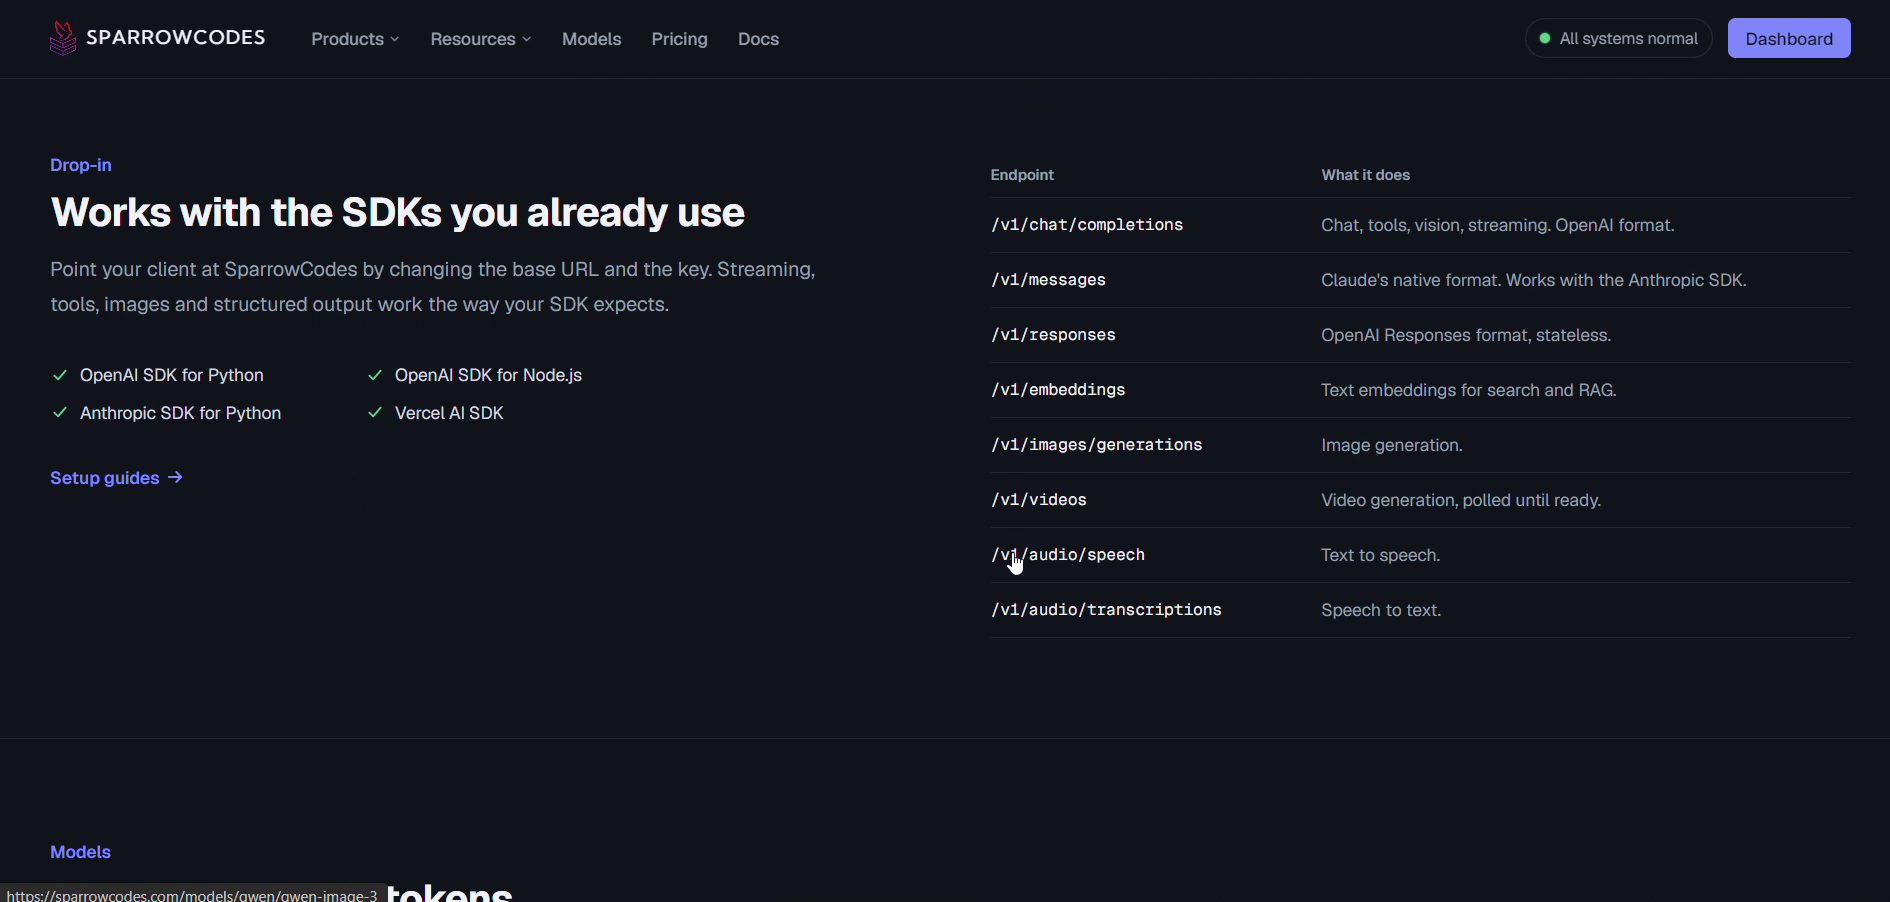 SPARROWCODES
Products
Resources
Models
Pricing
Docs
All systems normal
Dashboard
Drop-in
Works with the SDKs you already use
Point your client at SparrowCodes by changing the base URL and the key. Streaming,
tools, images and structured output work the way your SDK expects.
OpenAI SDK for Python
OpenAI SDK for Node.js
Anthropic SDK for Python
Vercel AI SDK
Setup guides →
Endpoint What it does
/v1/chat/completions Chat, tools, vision, streaming. OpenAI format.
/v1/messages Claude's native format. Works with the Anthropic SDK.
/v1/responses OpenAI Responses format, stateless.
/v1/embeddings Text embeddings for search and RAG.
/v1/images/generations Image generation.
/v1/videos Video generation, polled until ready.
/v1/audio/speech Text to speech.
/v1/audio/transcriptions Speech to text.
Models
tokens
https://sparrowcodes.com/models/qwen/qwen-image-3